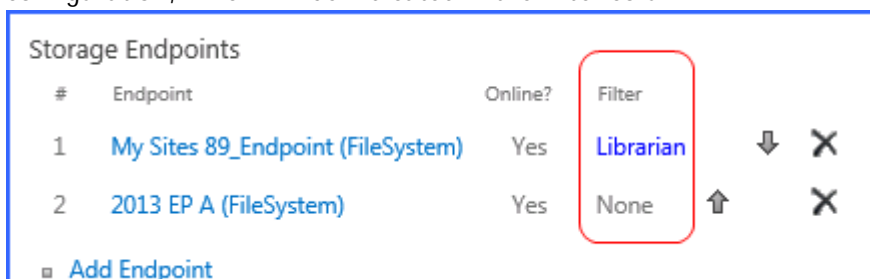 Storage Endpoints
# Endpoint Online? Filter
1 My Sites 89_Endpoint (FileSystem) Yes Librarian
2 2013 EP A (FileSystem) Yes None
Add Endpoint